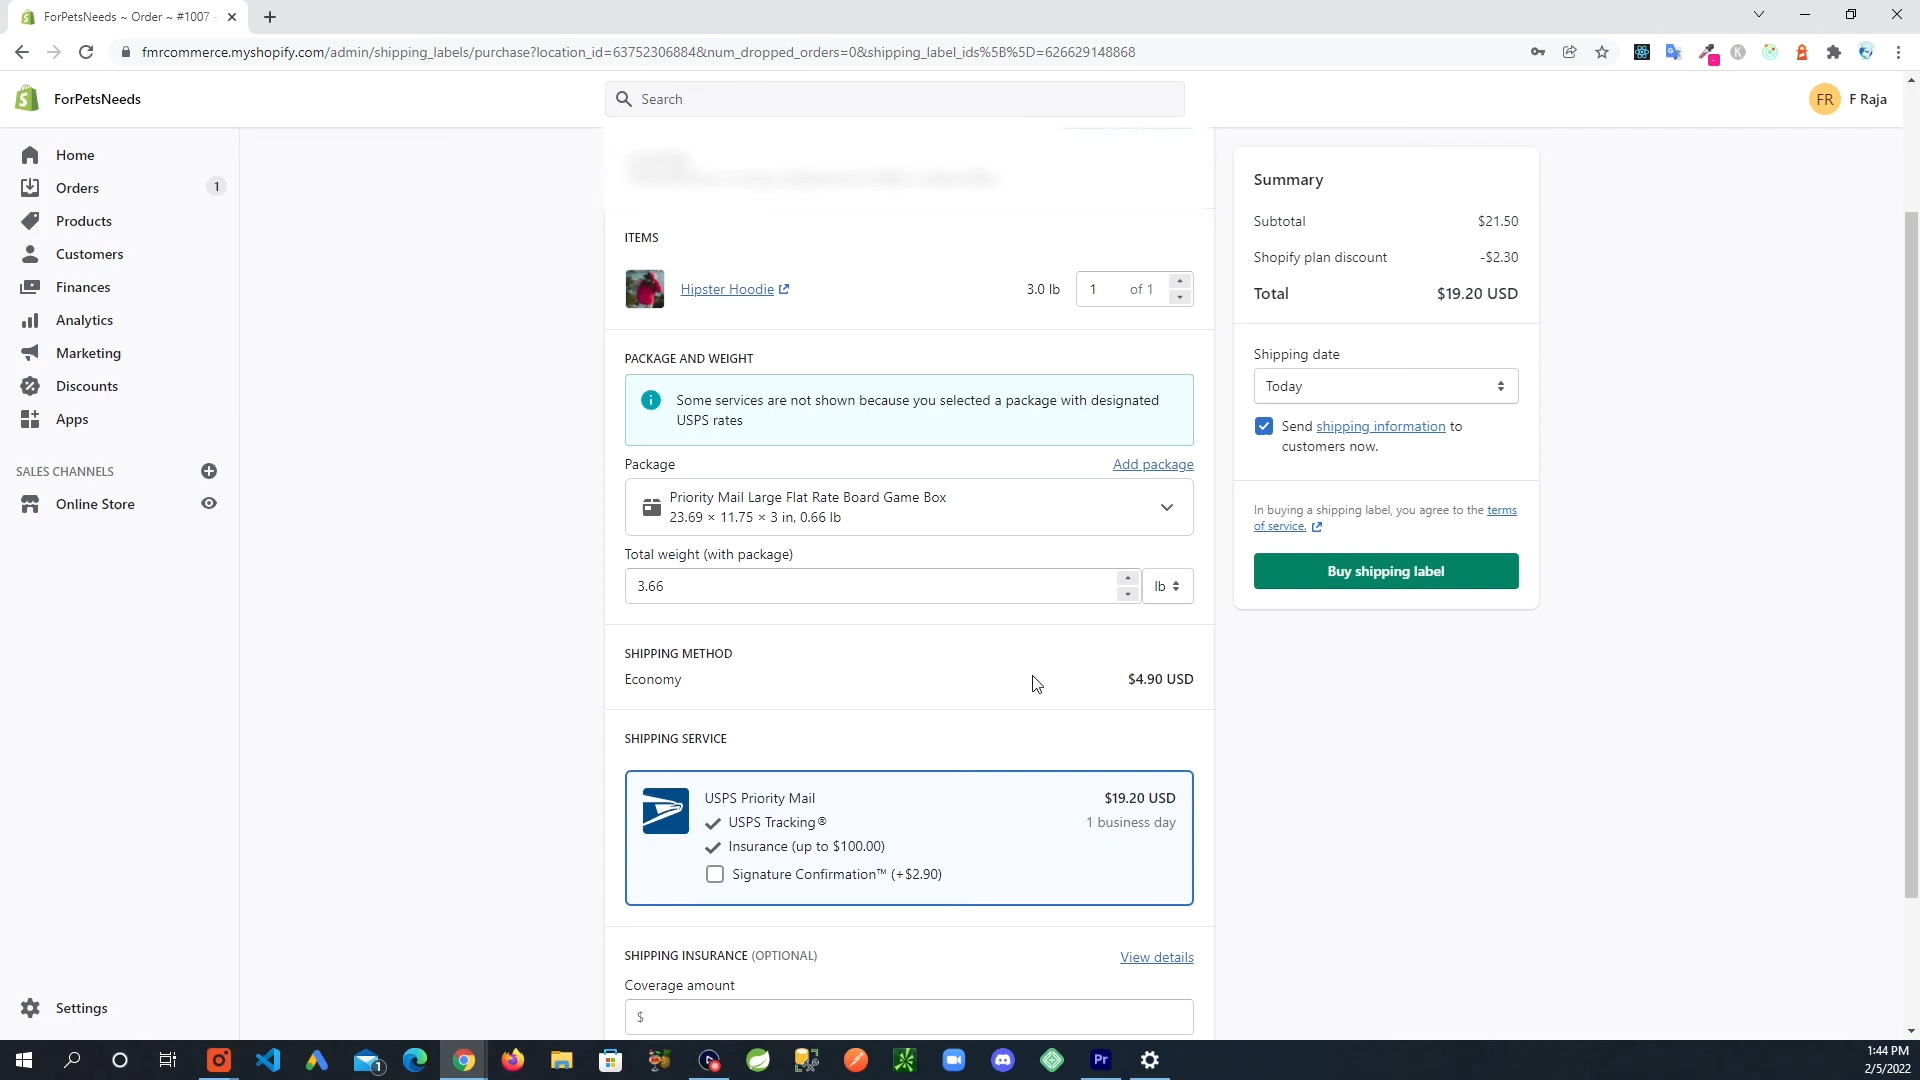 ForPetsNeeds ~ Order ~ #1007
fmrcommerce.myshopify.com/admin/shipping_labels/purchase?location_id=63752306884&num_dropped_orders=0&shipping_label_ids%5B%5D=626629148868
ForPetsNeeds
Search
FR
F Raja
Home
Orders
1
Products
Customers
Finances
Analytics
Marketing
Discounts
Apps
SALES CHANNELS
Online Store
Settings
ITEMS
Hipster Hoodie
3.0 lb
1 of 1
PACKAGE AND WEIGHT
Some services are not shown because you selected a package with designated
USPS rates
Package
Add package
Priority Mail Large Flat Rate Board Game Box
23.69 × 11.75 × 3 in, 0.66 lb
Total weight (with package)
3.66
lb
SHIPPING METHOD
Economy
$4.90 USD
SHIPPING SERVICE
USPS Priority Mail
$19.20 USD
USPS Tracking®
1 business day
Insurance (up to $100.00)
Signature Confirmation™ (+$2.90)
SHIPPING INSURANCE (OPTIONAL)
View details
Coverage amount
$
Summary
Subtotal
$21.50
Shopify plan discount
-$2.30
Total
$19.20 USD
Shipping date
Today
Send shipping information to
customers now.
In buying a shipping label, you agree to the terms
of service.
Buy shipping label
1
Pr
1:44 PM
2/5/2022